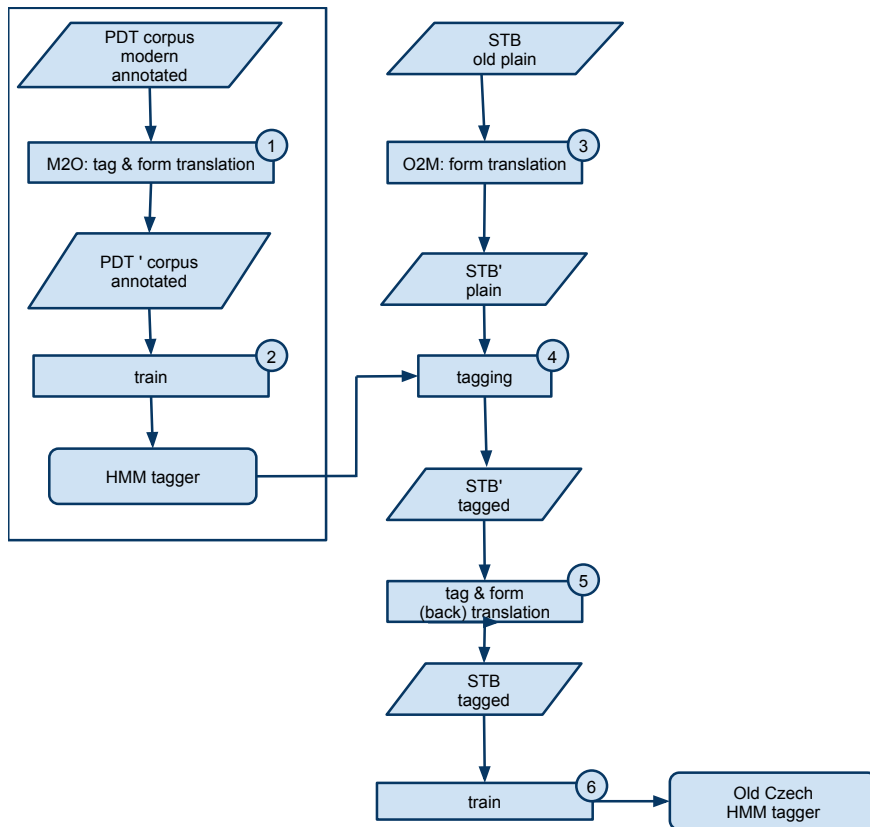 PDT corpus
modern
annotated
1
M2O: tag & form translation
PDT ' corpus
annotated
2
train
HMM tagger
STB
old plain
3
O2M: form translation
STB'
plain
4
tagging
STB'
tagged
5
tag & form
(back) translation
STB
tagged
6
train
Old Czech
HMM tagger